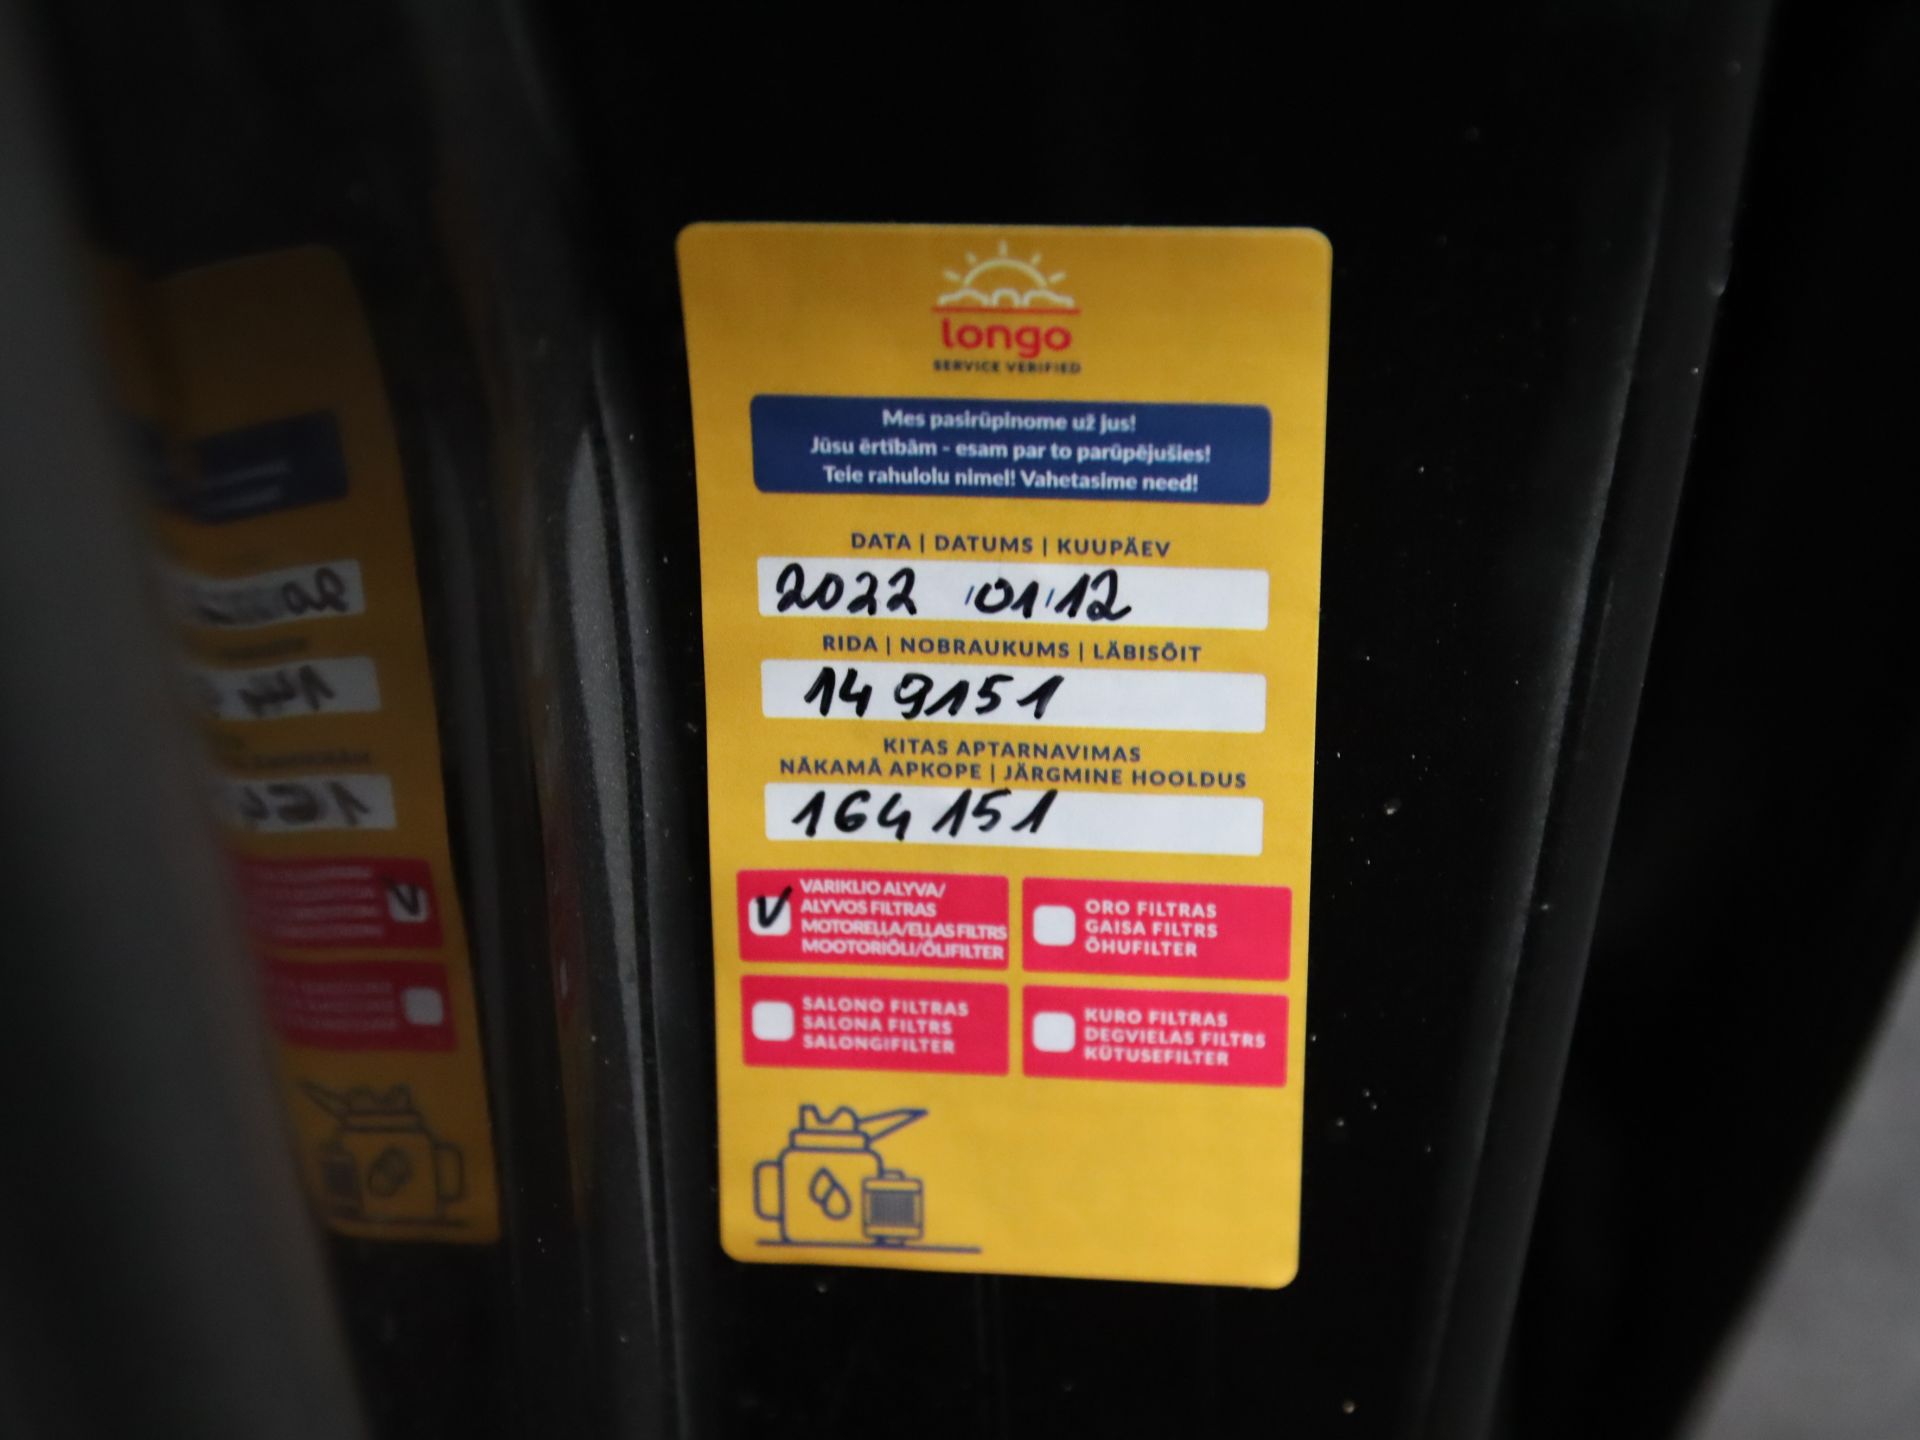 longo
SERVICE VERIFIED
Mes pasirūpinome už jus!
Jūsu ērtībām - esam par to parūpējušies!
Teie rahulolu nimel! Vahetasime need!
DATA | DATUMS | KUUPÄEV
2022 01 12
RIDA | NOBRAUKUMS | LÄBISÕIT
149151
KITAS APTARNAVIMAS
NĀKAMĀ APKOPE | JÄRGMINE HOOLDUS
164151
V
VARIKLIO ALYVA/
ALYVOS FILTRAS
MOTOREĻĻA/EĻĻAS FILTRS
MOOTORIÕLI/ÕLIFILTER
ORO FILTRAS
GAISA FILTRS
ÕHUFILTER
SALONO FILTRAS
SALONA FILTRS
SALONGIFILTER
KURO FILTRAS
DEGVIELAS FILTRS
KÜTUSEFILTER